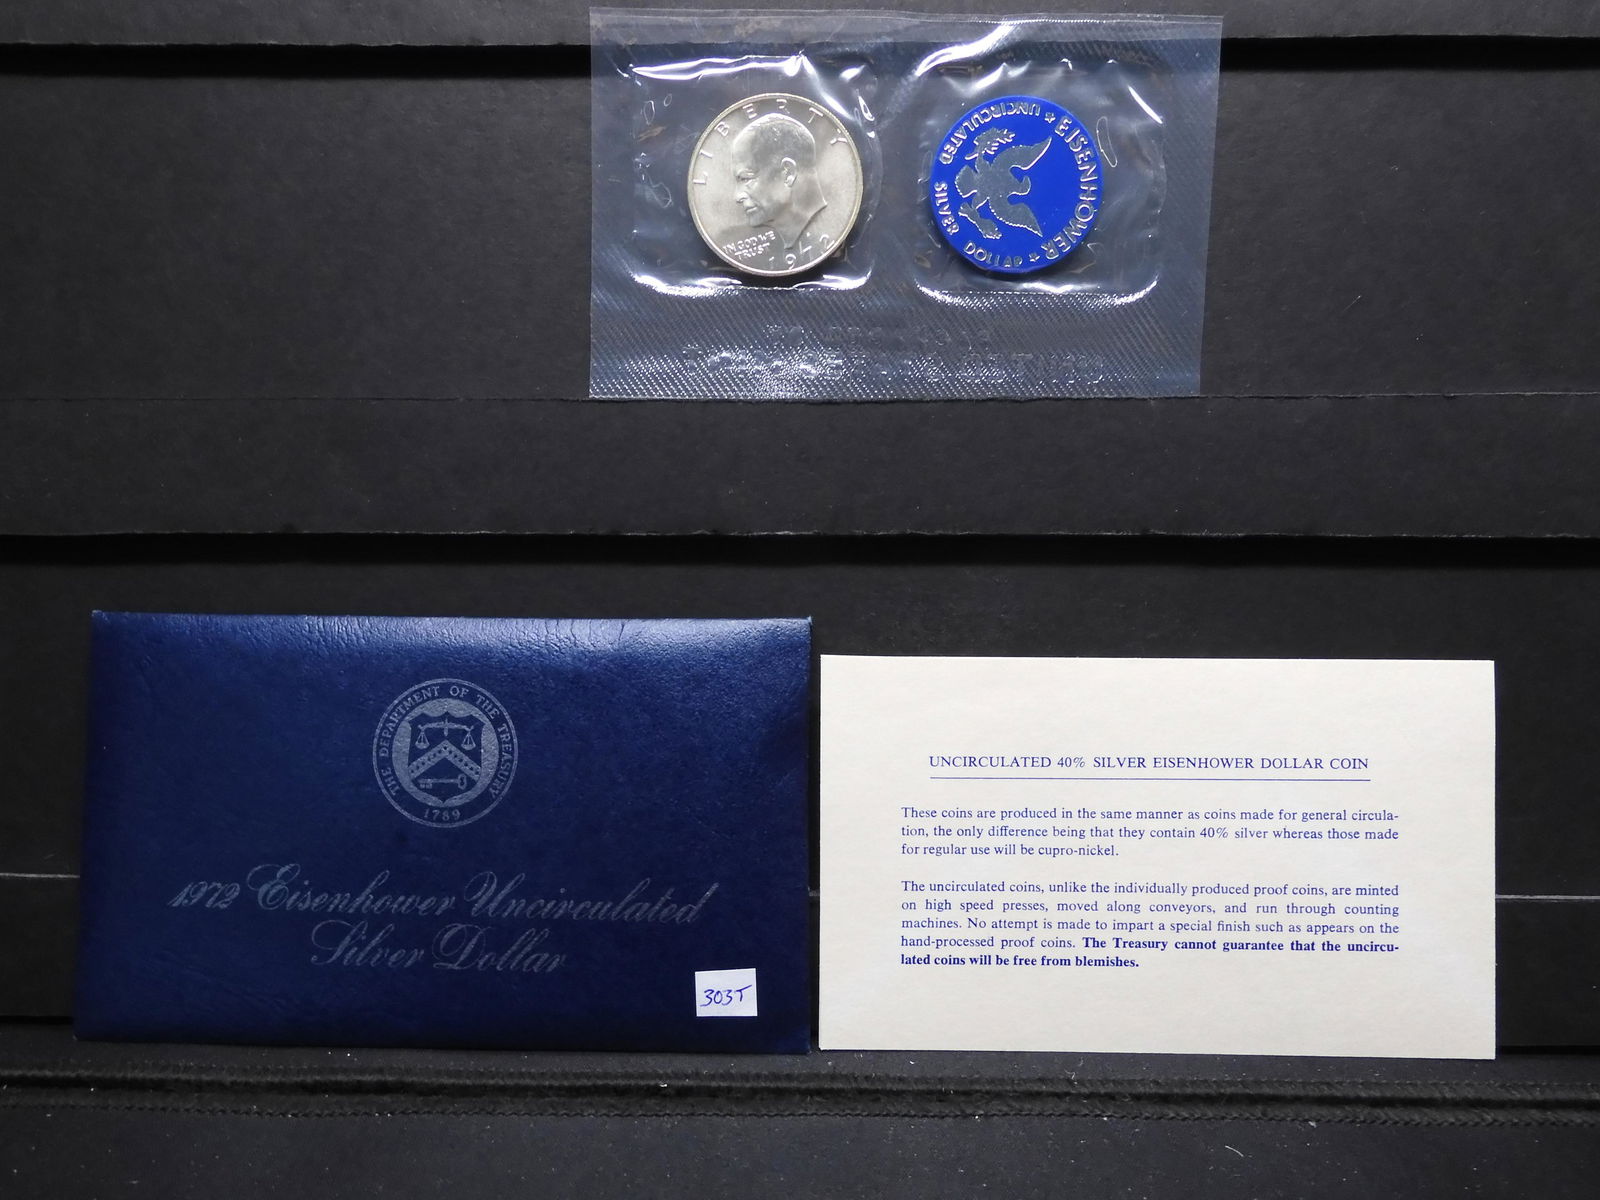 LIBERTY
IN GOD WE
TRUST
1972
EISENHOWER
UNCIRCULATED
SILVER DOLLAR
THE DEPARTMENT OF THE TREASURY
1789
1972 Eisenhower Uncirculated
Silver Dollar
303T
UNCIRCULATED 40% SILVER EISENHOWER DOLLAR COIN
These coins are produced in the same manner as coins made for general circula-
tion, the only difference being that they contain 40% silver whereas those made
for regular use will be cupro-nickel.
The uncirculated coins, unlike the individually produced proof coins, are minted
on high speed presses, moved along conveyors, and run through counting
machines. No attempt is made to impart a special finish such as appears on the
hand-processed proof coins. The Treasury cannot guarantee that the uncircu-
lated coins will be free from blemishes.